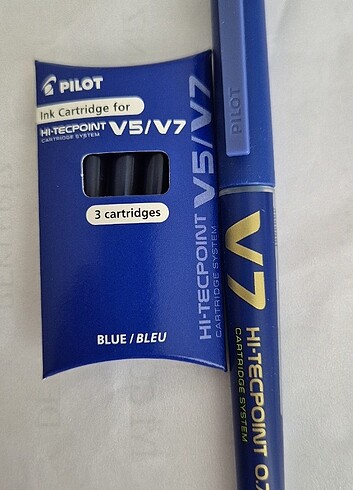 PILOT
Ink Cartridge for
HI-TECPOINT V5/V7
CARTRIDGE SYSTEM
3 cartridges
BLUE/BLEU
HI-TECPOINT V5/V7
CARTRIDGE SYSTEM
PILOT
V7
HI-TECPOINT 0.7
CARTRIDGE SYSTEM